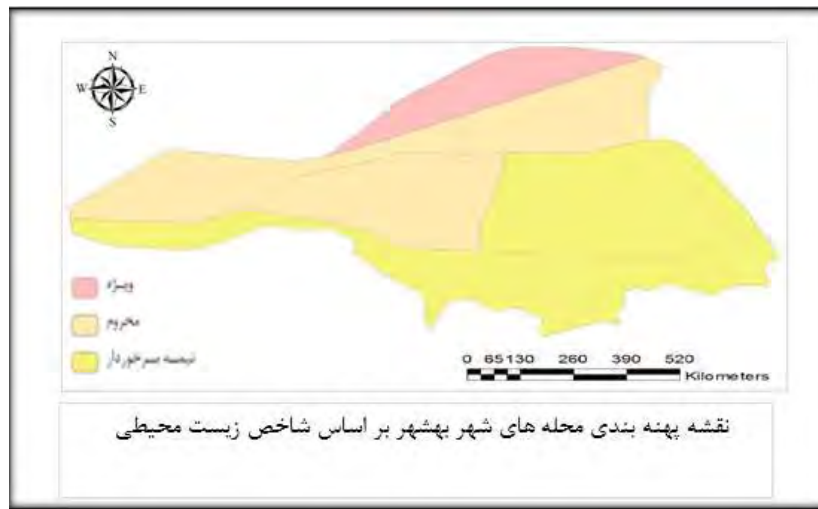 N
W E
S
ویژه
محروم
نیمه برخوردار
0 65130 260 390 520
Kilometers
نقشه پهنه بندی محله های شهر بهشهر بر اساس شاخص زیست محیطی